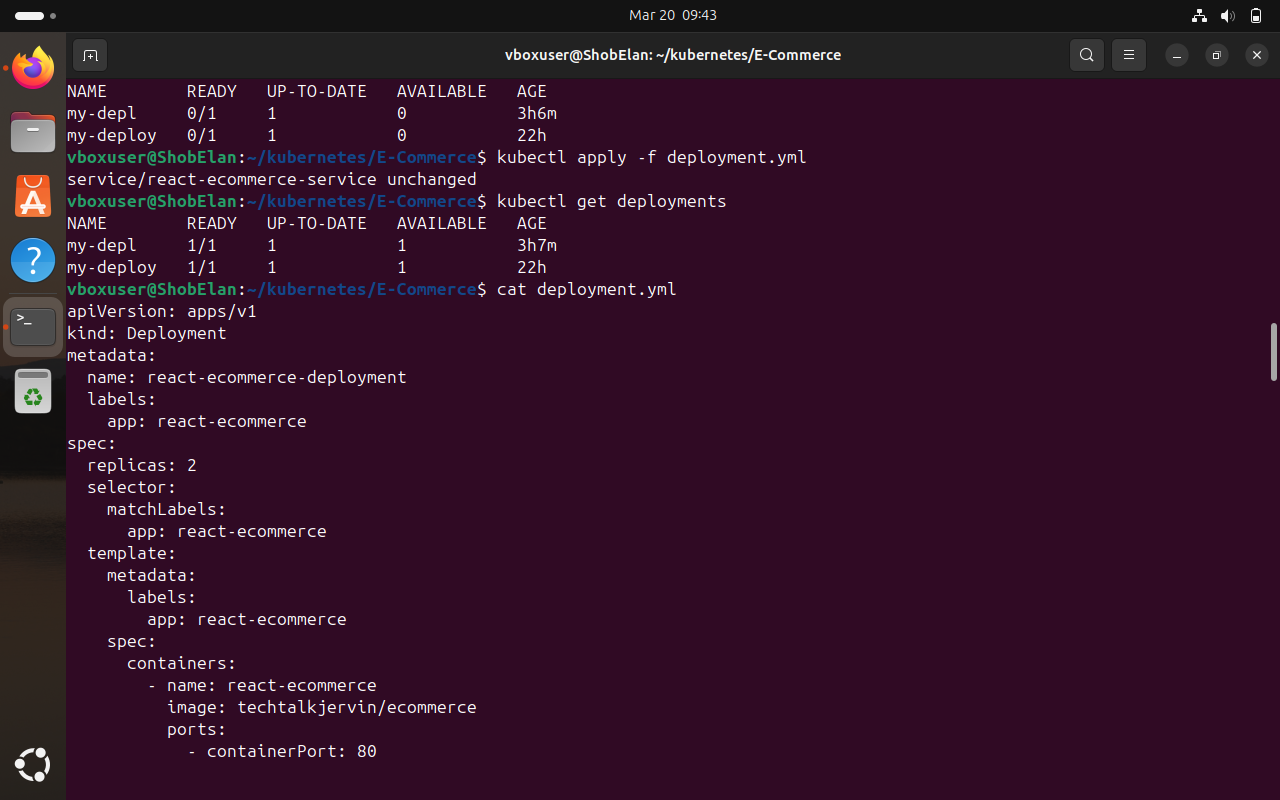 Mar 20 09:43
vboxuser@ShobElan: ~/kubernetes/E-Commerce
NAME        READY   UP-TO-DATE   AVAILABLE   AGE
my-depl     0/1     1            0           3h6m
my-deploy   0/1     1            0           22h
vboxuser@ShobElan:~/kubernetes/E-Commerce$ kubectl apply -f deployment.yml
service/react-ecommerce-service unchanged
vboxuser@ShobElan:~/kubernetes/E-Commerce$ kubectl get deployments
NAME        READY   UP-TO-DATE   AVAILABLE   AGE
my-depl     1/1     1            1           3h7m
my-deploy   1/1     1            1           22h
vboxuser@ShobElan:~/kubernetes/E-Commerce$ cat deployment.yml
apiVersion: apps/v1
kind: Deployment
metadata:
  name: react-ecommerce-deployment
  labels:
    app: react-ecommerce
spec:
  replicas: 2
  selector:
    matchLabels:
      app: react-ecommerce
  template:
    metadata:
      labels:
        app: react-ecommerce
    spec:
      containers:
        - name: react-ecommerce
          image: techtalkjervin/ecommerce
          ports:
            - containerPort: 80